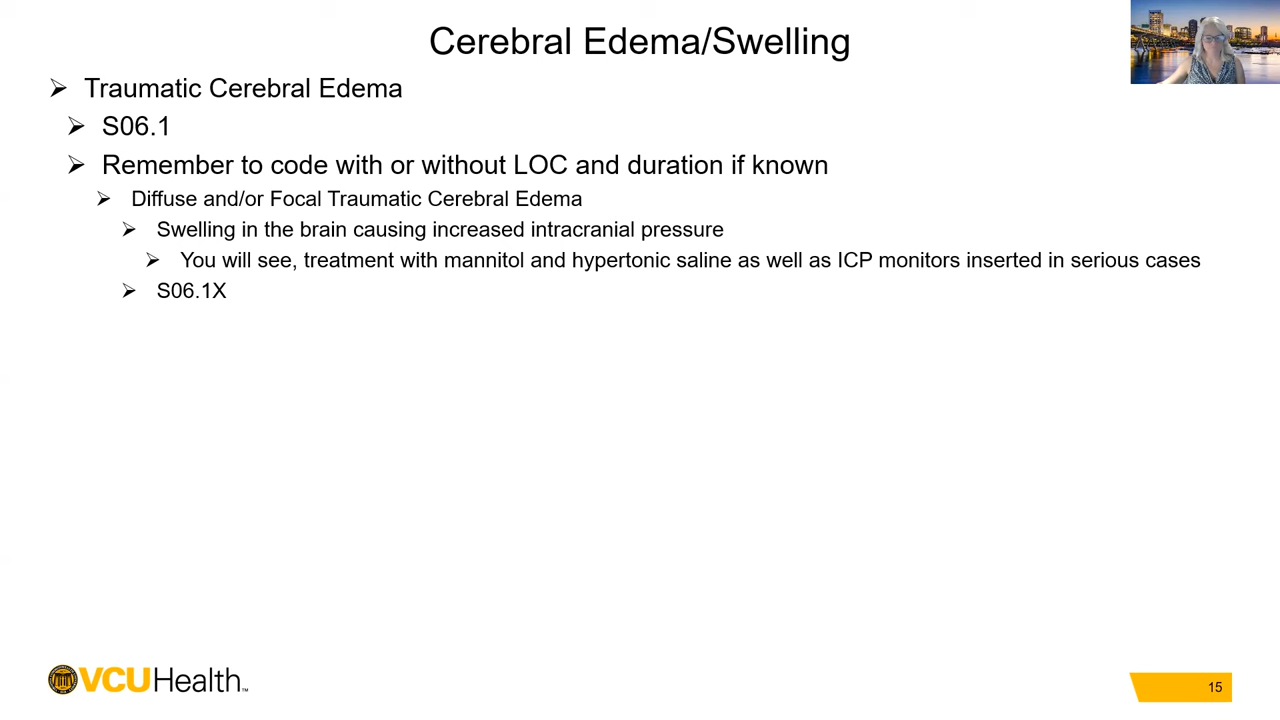 Cerebral Edema/Swelling
Traumatic Cerebral Edema
S06.1
Remember to code with or without LOC and duration if known
Diffuse and/or Focal Traumatic Cerebral Edema
Swelling in the brain causing increased intracranial pressure
You will see, treatment with mannitol and hypertonic saline as well as ICP monitors inserted in serious cases
S06.1X
VCUHealth™
15